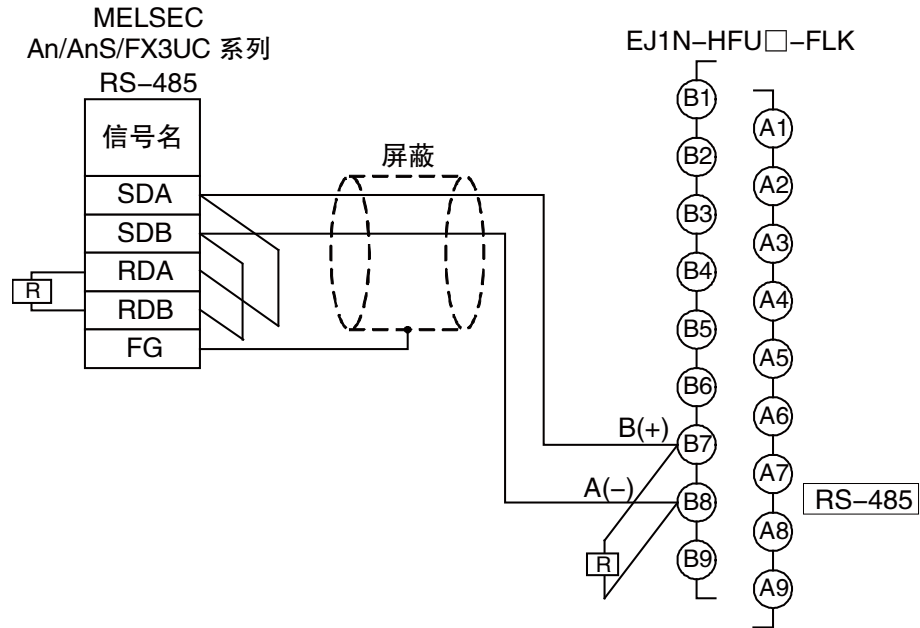 MELSEC
An/AnS/FX3UC 系列
RS−485
信号名
SDA
SDB
RDA
RDB
FG
R
屏蔽
EJ1N−HFU□−FLK
B1
B2
B3
B4
B5
B6
B7
B8
B9
A1
A2
A3
A4
A5
A6
A7
A8
A9
B(+)
A(−)
R
RS−485